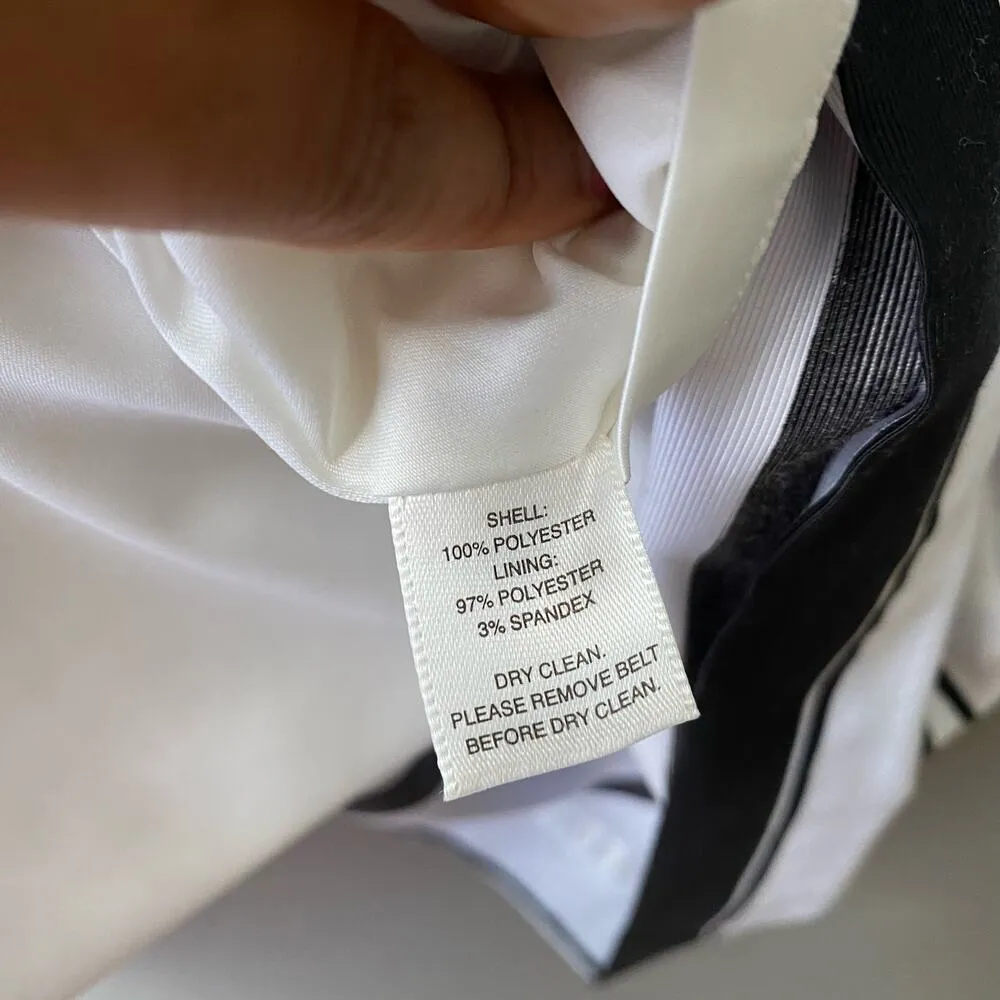 SHELL:
100% POLYESTER
LINING:
97% POLYESTER
3% SPANDEX
DRY CLEAN.
PLEASE REMOVE BELT
BEFORE DRY CLEAN.